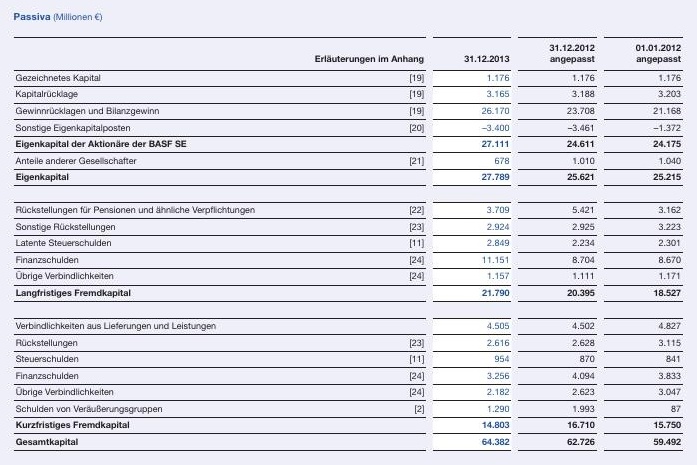 Passiva (Millionen €)
Erläuterungen im Anhang 31.12.2013 31.12.2012 angepasst 01.01.2012 angepasst
Gezeichnetes Kapital [19] 1.176 1.176 1.176
Kapitalrücklage [19] 3.165 3.188 3.203
Gewinnrücklagen und Bilanzgewinn [19] 26.170 23.708 21.168
Sonstige Eigenkapitalposten [20] –3.400 –3.461 –1.372
Eigenkapital der Aktionäre der BASF SE 27.111 24.611 24.175
Anteile anderer Gesellschafter [21] 678 1.010 1.040
Eigenkapital 27.789 25.621 25.215
Rückstellungen für Pensionen und ähnliche Verpflichtungen [22] 3.709 5.421 3.162
Sonstige Rückstellungen [23] 2.924 2.925 3.223
Latente Steuerschulden [11] 2.849 2.234 2.301
Finanzschulden [24] 11.151 8.704 8.670
Übrige Verbindlichkeiten [24] 1.157 1.111 1.171
Langfristiges Fremdkapital 21.790 20.395 18.527
Verbindlichkeiten aus Lieferungen und Leistungen 4.505 4.502 4.827
Rückstellungen [23] 2.616 2.628 3.115
Steuerschulden [11] 954 870 841
Finanzschulden [24] 3.256 4.094 3.833
Übrige Verbindlichkeiten [24] 2.182 2.623 3.047
Schulden von Veräußerungsgruppen [2] 1.290 1.993 87
Kurzfristiges Fremdkapital 14.803 16.710 15.750
Gesamtkapital 64.382 62.726 59.492